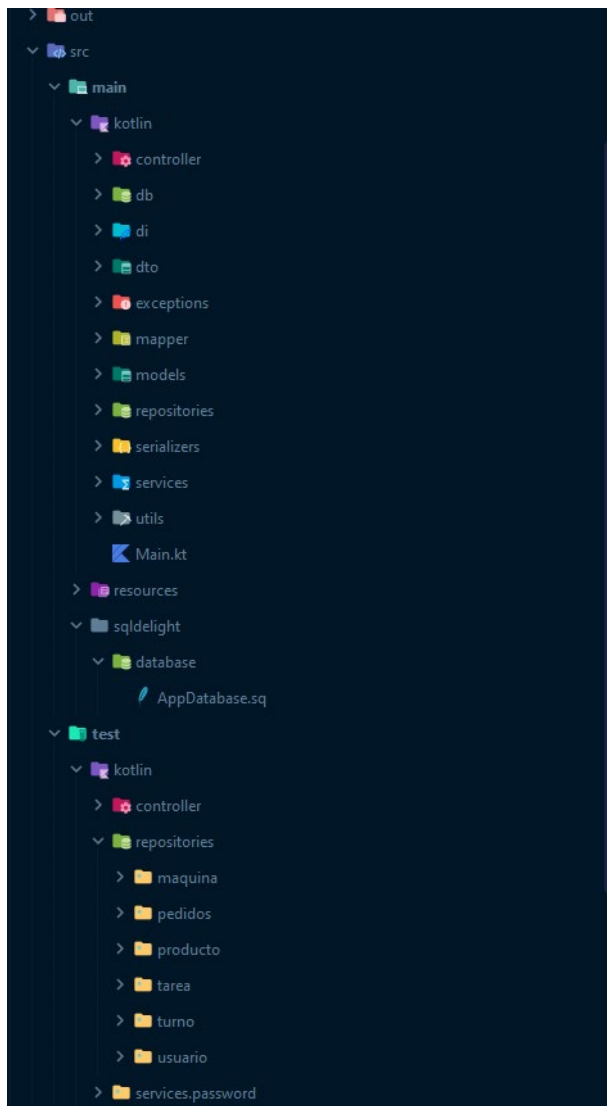 out
src
main
kotlin
controller
db
di
dto
exceptions
mapper
models
repositories
serializers
services
utils
Main.kt
resources
sqldelight
database
AppDatabase.sq
test
kotlin
controller
repositories
maquina
pedidos
producto
tarea
turno
usuario
services.password